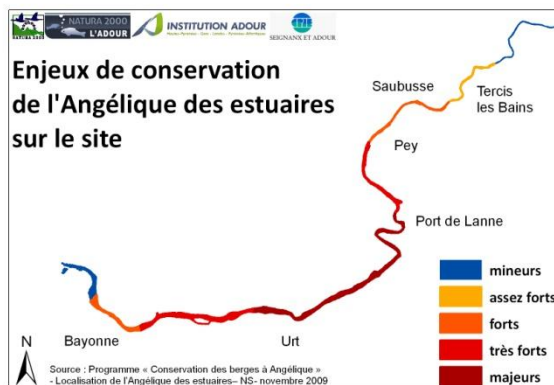 NATURA 2000
L'ADOUR
INSTITUTION ADOUR
SEIGNANX ET ADOUR
Enjeux de conservation
de l'Angélique des estuaires
sur le site
Saubusse
Tercis
les Bains
Pey
Port de Lanne
Bayonne
Urt
mineurs
assez forts
forts
très forts
majeurs
N
Source : Programme « Conservation des berges à Angélique »
- Localisation de l'Angélique des estuaires– NS- novembre 2009